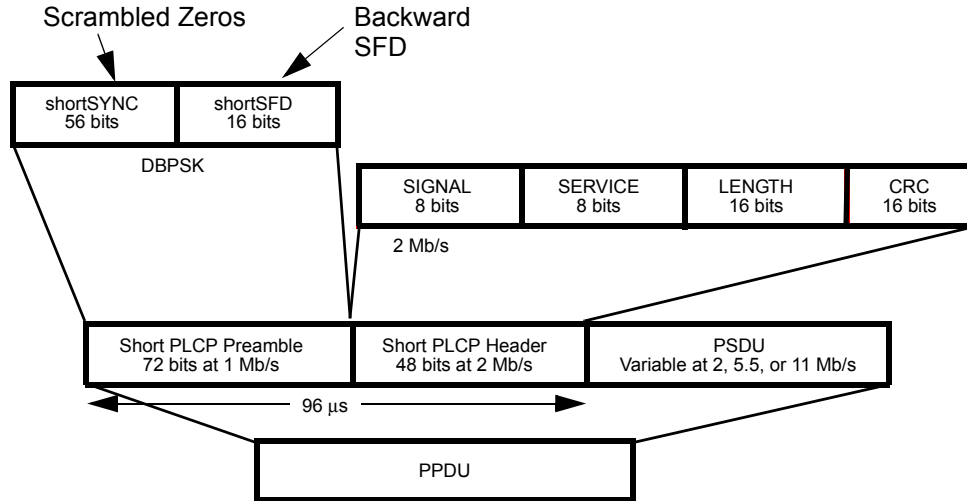 Scrambled Zeros
Backward
SFD
shortSYNC
56 bits
shortSFD
16 bits
DBPSK
SIGNAL
8 bits
SERVICE
8 bits
LENGTH
16 bits
CRC
16 bits
2 Mb/s
Short PLCP Preamble
72 bits at 1 Mb/s
Short PLCP Header
48 bits at 2 Mb/s
PSDU
Variable at 2, 5.5, or 11 Mb/s
96 μs
PPDU